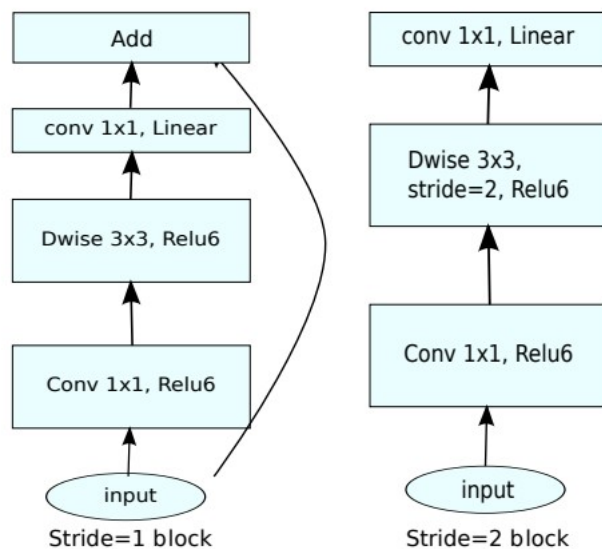 Add
conv 1x1, Linear
Dwise 3x3, Relu6
Conv 1x1, Relu6
input
Stride=1 block
conv 1x1, Linear
Dwise 3x3,
stride=2, Relu6
Conv 1x1, Relu6
input
Stride=2 block